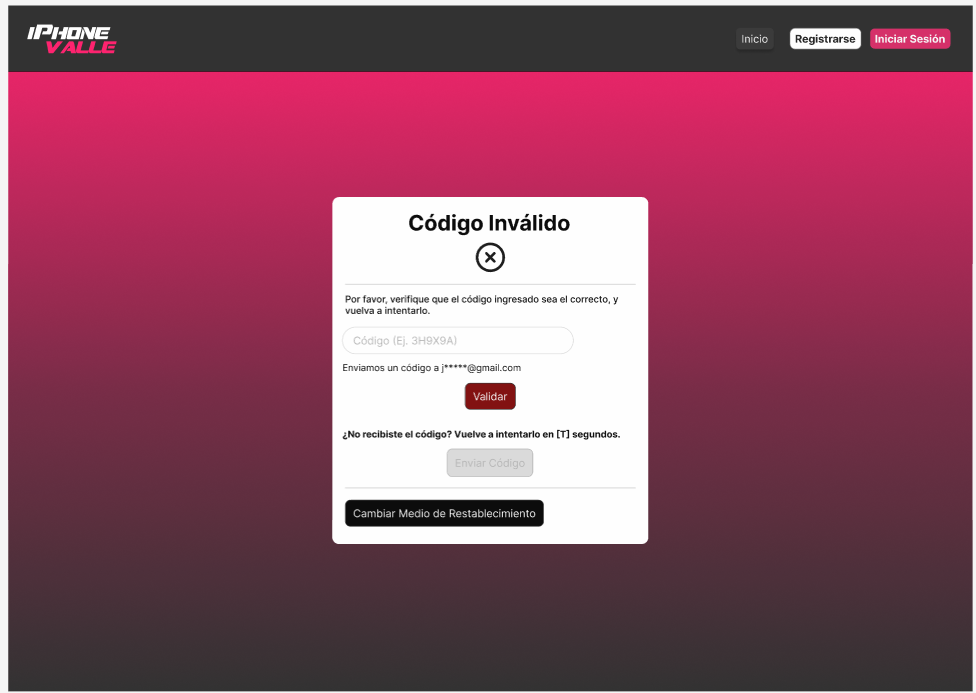 IPHONE
VALLE
Inicio
Registrarse
Iniciar Sesión
Código Inválido
Por favor, verifique que el código ingresado sea el correcto, y
vuelva a intentarlo.
Código (Ej. 3H9X9A)
Enviamos un código a j*****@gmail.com
Validar
¿No recibiste el código? Vuelve a intentarlo en [T] segundos.
Enviar Código
Cambiar Medio de Restablecimiento